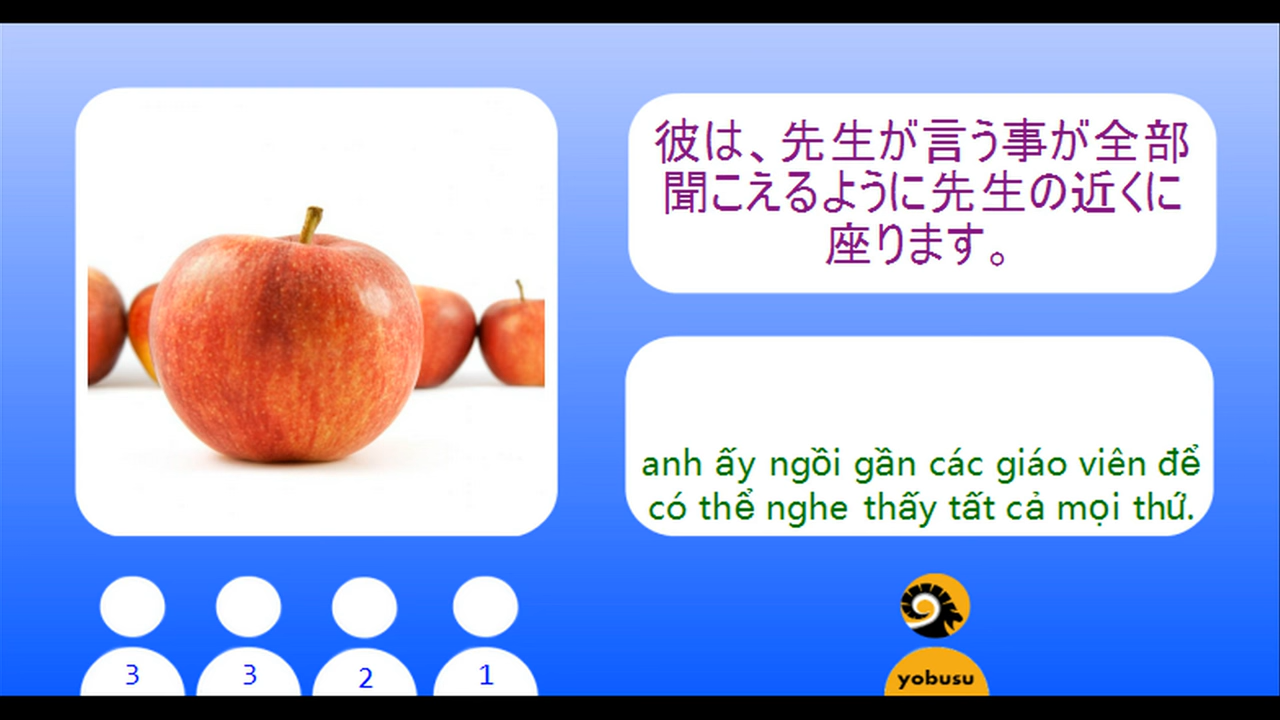 彼は、先生が言う事が全部
聞こえるように先生の近くに
座ります。
anh ấy ngồi gần các giáo viên để
có thể nghe thấy tất cả mọi thứ.
3 3 2 1
yobusu